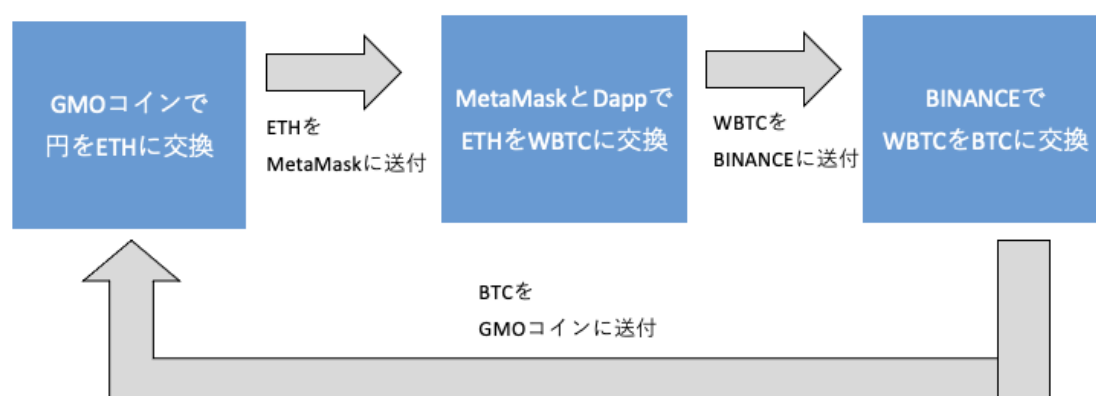 GMOコインで
円をETHに交換
ETHを
MetaMaskに送付
MetaMaskとDappで
ETHをWBTCに交換
WBTCを
BINANCEに送付
BINANCEで
WBTCをBTCに交換
BTCを
GMOコインに送付